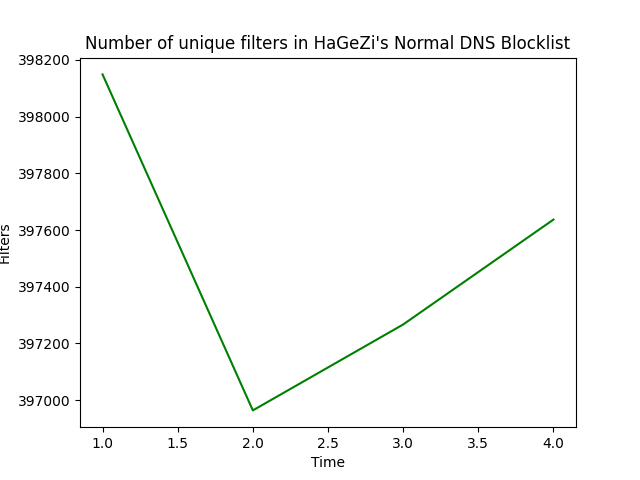 Number of unique filters in HaGeZi's Normal DNS Blocklist
398200
398000
397800
397600
397400
397200
397000
Filters
1.0 1.5 2.0 2.5 3.0 3.5 4.0
Time